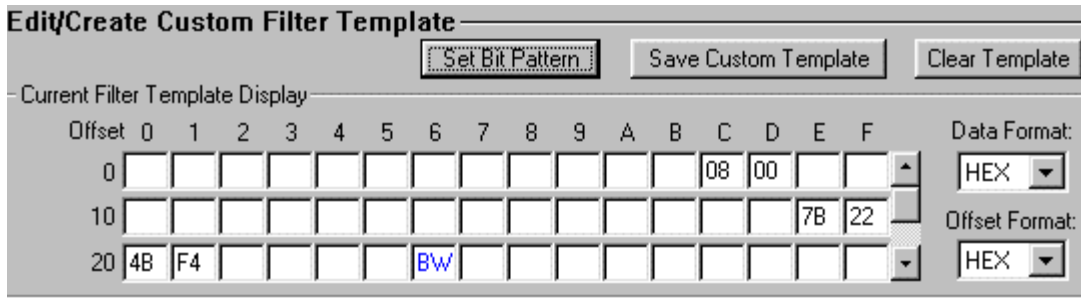 Edit/Create Custom Filter Template
Set Bit Pattern Save Custom Template Clear Template
Current Filter Template Display
Offset 0 1 2 3 4 5 6 7 8 9 A B C D E F Data Format:
0 08 00 HEX
10 7B 22 Offset Format:
20 4B F4 BW HEX